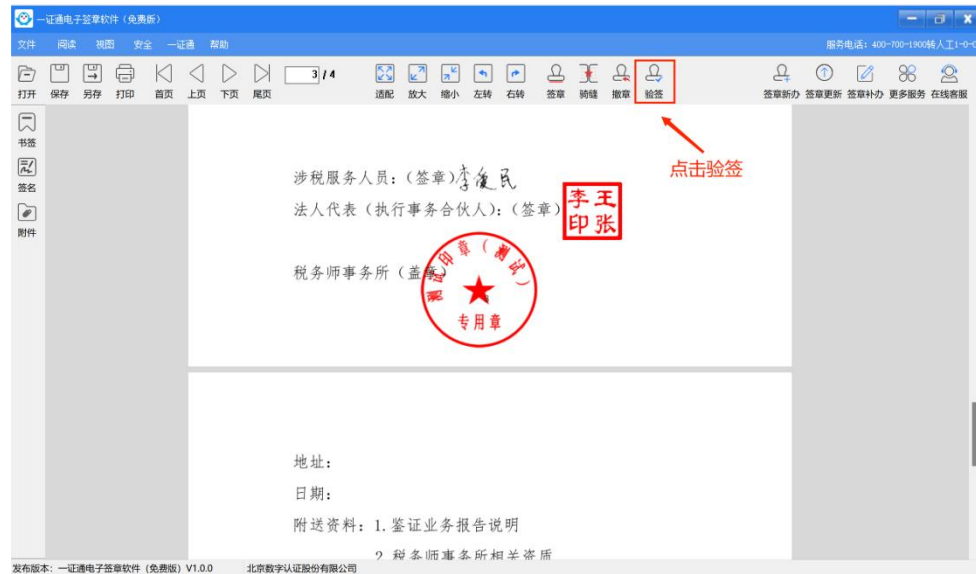 一证通电子签章软件（免费版）
文件 阅读 视图 安全 一证通 帮助 服务电话：400-700-1900转人工1-0-0
3 / 4
打开 保存 另存 打印 首页 上页 下页 尾页 适配 放大 缩小 左转 右转 签章 骑缝 撤章 验签 签章新办 签章更新 签章补办 更多服务 在线客服
书签
签名
附件
点击验签
涉税服务人员：（签章）
法人代表（执行事务合伙人）：（签章）
李 王
印 张
税务师事务所（盖章）
测试印章（测试）
专用章
地址：
日期：
附送资料：1.鉴证业务报告说明
2.税务师事务所相关资质
发布版本：一证通电子签章软件（免费版）V1.0.0 北京数字认证股份有限公司